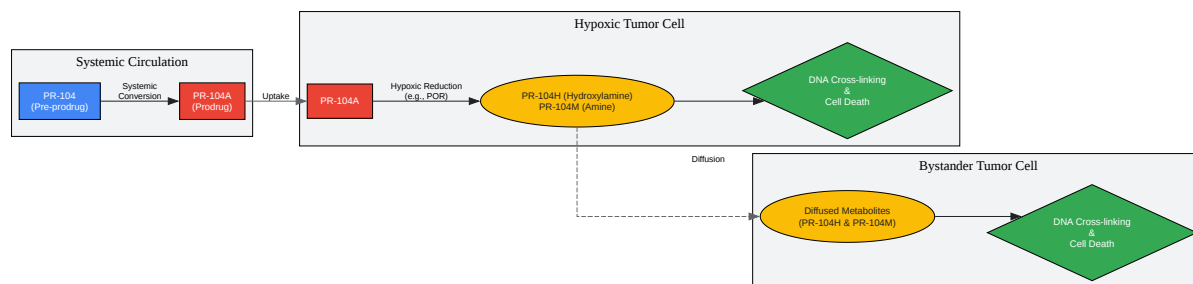 Hypoxic Tumor Cell
Systemic Circulation
PR-104
(Pre-prodrug)
Systemic
Conversion
PR-104A
(Prodrug)
Uptake
PR-104A
Hypoxic Reduction
(e.g., POR)
PR-104H (Hydroxylamine)
PR-104M (Amine)
DNA Cross-linking
&
Cell Death
Diffusion
Bystander Tumor Cell
Diffused Metabolites
(PR-104H & PR-104M)
DNA Cross-linking
&
Cell Death